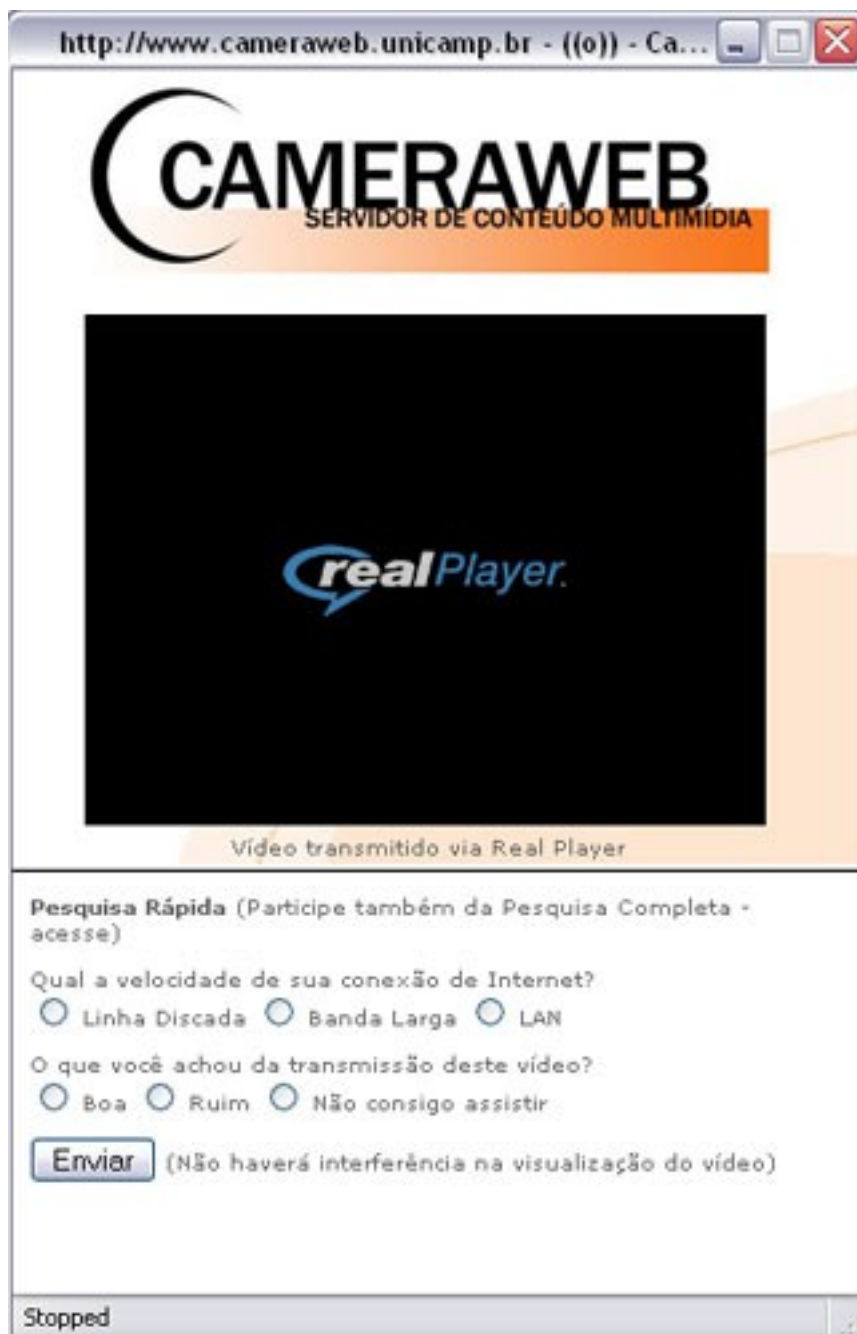 http://www.cameraweb.unicamp.br - ((o)) - Ca...
CAMERAWEB
SERVIDOR DE CONTEÚDO MULTIMÍDIA
realPlayer.
Vídeo transmitido via Real Player
Pesquisa Rápida (Participe também da Pesquisa Completa -
acesse)
Qual a velocidade de sua conexão de Internet?
Linha Discada Banda Larga LAN
O que você achou da transmissão deste vídeo?
Boa Ruim Não consigo assistir
Enviar (Não haverá interferência na visualização do vídeo)
Stopped